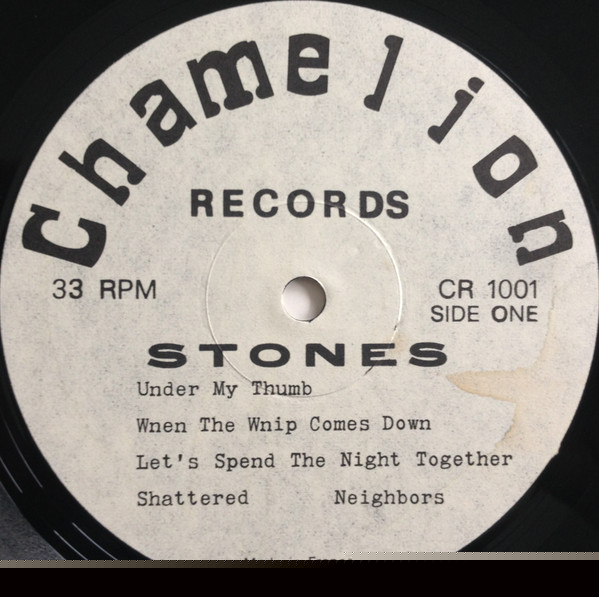 Chamelion
RECORDS
33 RPM
CR 1001
SIDE ONE
STONES
Under My Thumb
Wnen The Wnip Comes Down
Let's Spend The Night Together
Shattered Neighbors